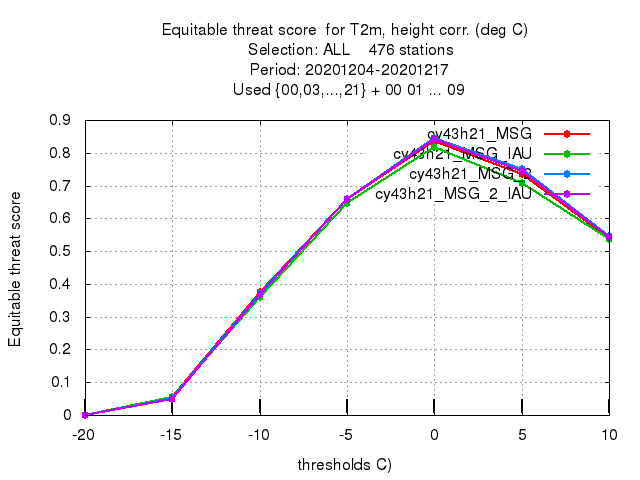 Equitable threat score  for T2m, height corr. (deg C)
Selection: ALL    476 stations
Period: 20201204-20201217
Used {00,03,...,21} + 00 01 ... 09
Equitable threat score
0.9
0.8
0.7
0.6
0.5
0.4
0.3
0.2
0.1
0
cy43h21_MSG
cy43h21_MSG_IAU
cy43h21_MSG_2
cy43h21_MSG_2_IAU
-20 -15 -10 -5 0 5 10
thresholds C)